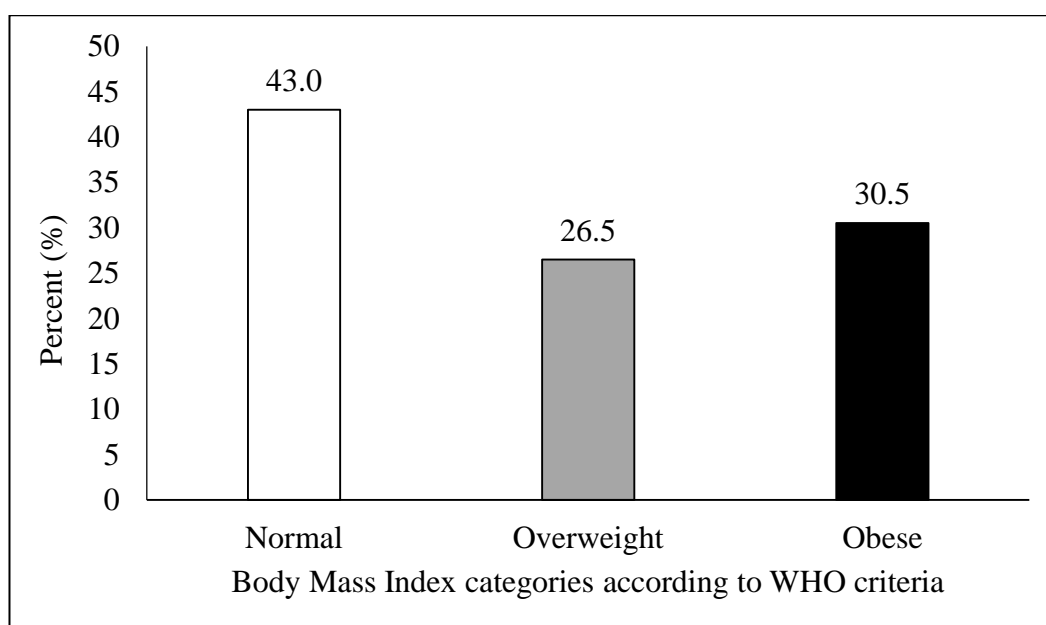 50
45
40
35
30
25
20
15
10
5
0
Percent (%)
43.0
26.5
30.5
Normal
Overweight
Obese
Body Mass Index categories according to WHO criteria